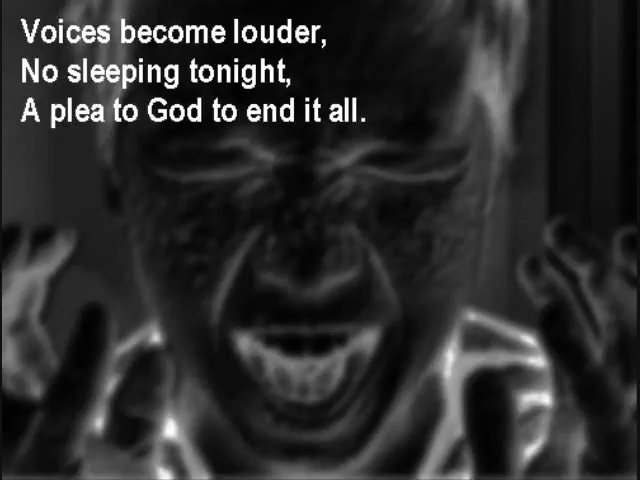 Voices become louder,
No sleeping tonight,
A plea to God to end it all.